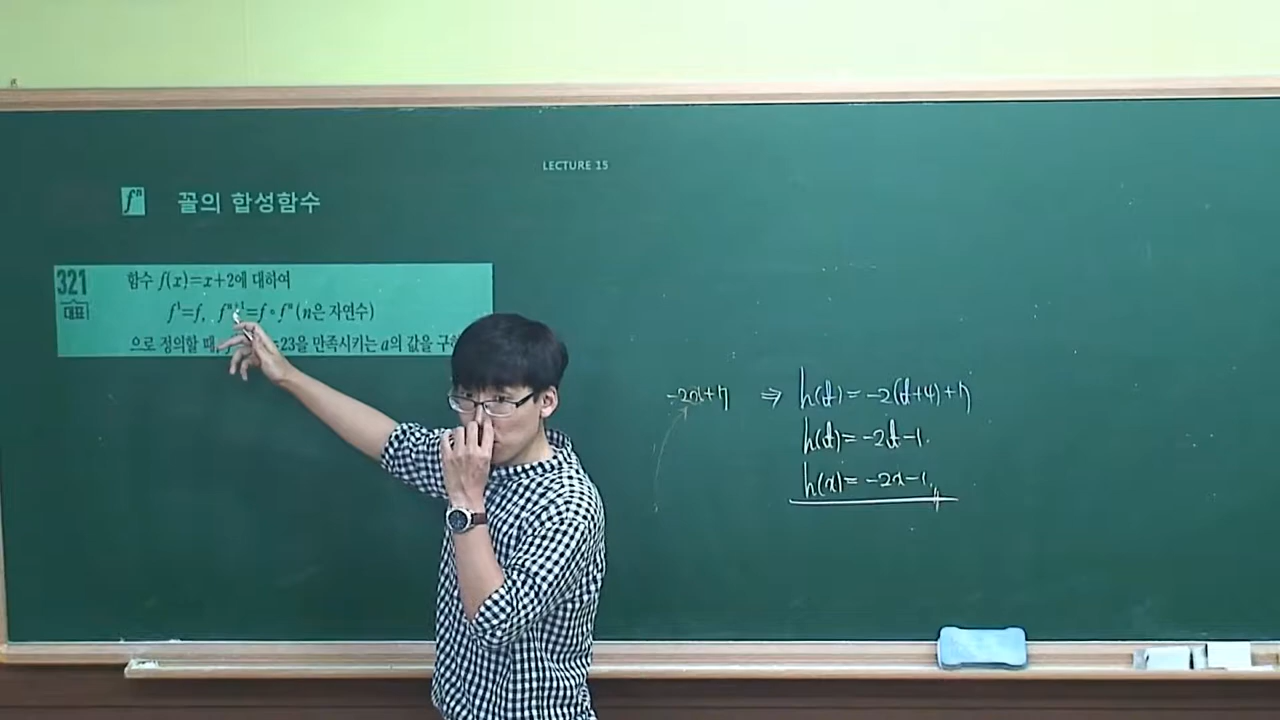 LECTURE 15
fⁿ 꼴의 합성함수
321 함수 f(x)=x+2에 대하여
대표 f¹=f, fⁿ⁺¹=f∘fⁿ (n은 자연수)
으로 정의할 때, =23을 만족시키는 a의 값을
-2x+7 ⇒ h(t) = -2(t+4)+7
h(t) = -2t-1.
h(x) = -2x-1.